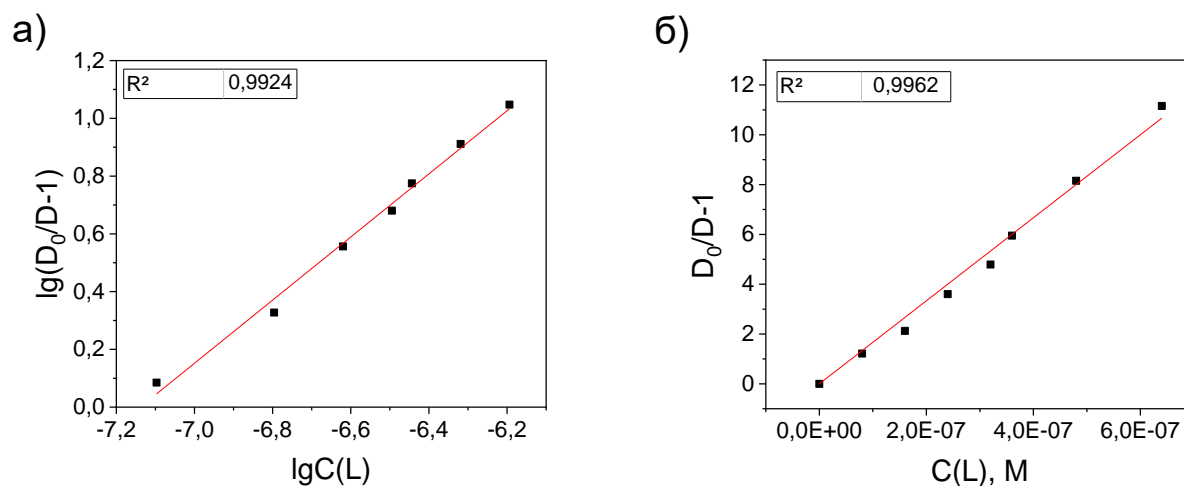 а)
R² 0,9924
lg(D₀/D-1)
1,2
1,0
0,8
0,6
0,4
0,2
0,0
-7,2 -7,0 -6,8 -6,6 -6,4 -6,2
lgC(L)
б)
R² 0,9962
D₀/D-1
12
10
8
6
4
2
0
0,0E+00 2,0E-07 4,0E-07 6,0E-07
C(L), M